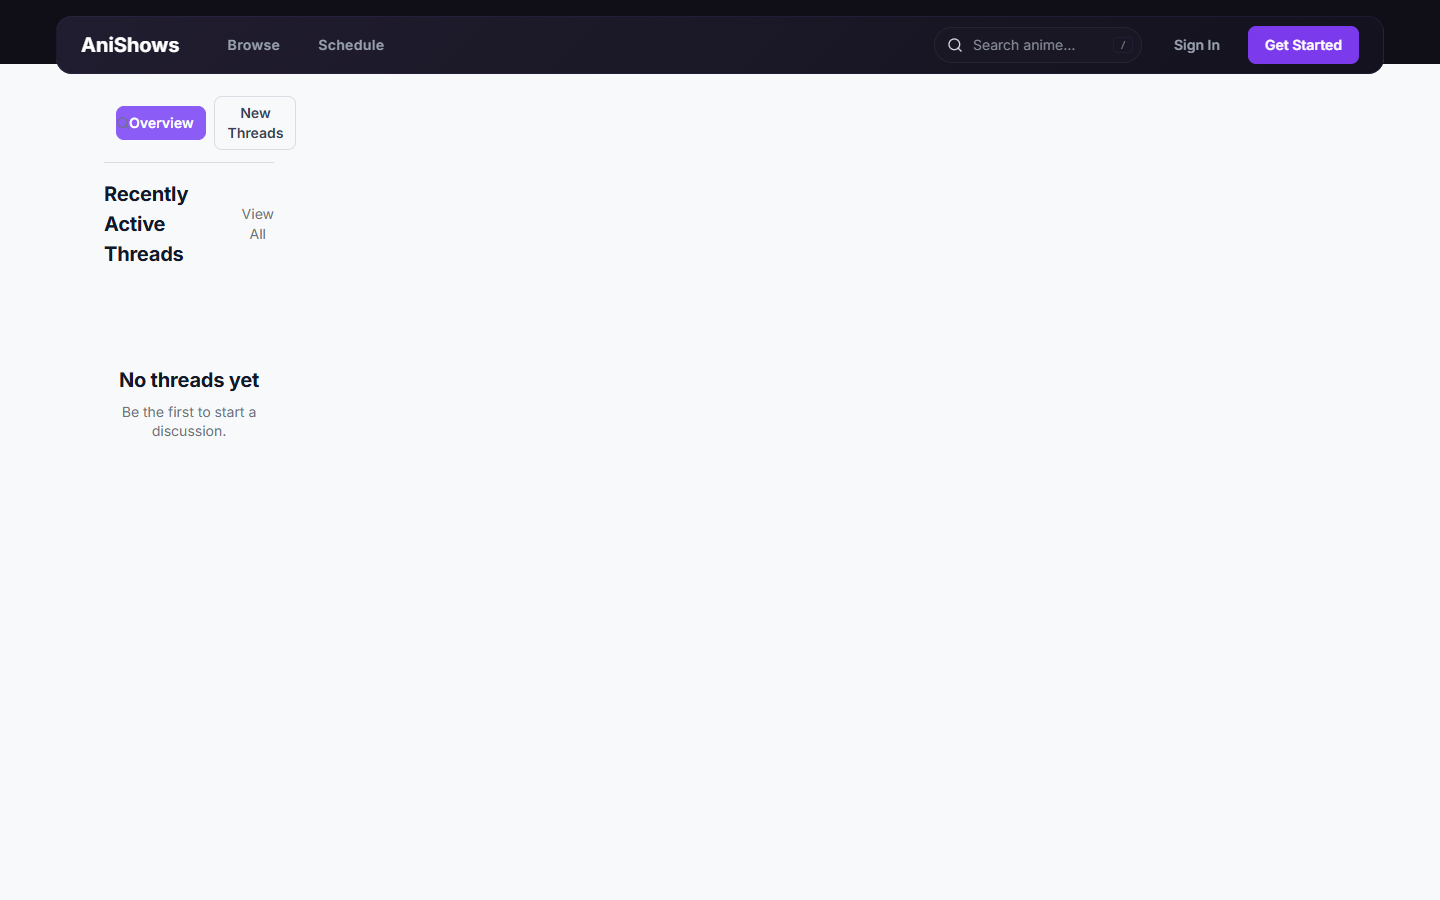 AniShows
Browse
Schedule
Search anime...
/
Sign In
Get Started
Overview
New
Threads
Recently
Active
Threads
View
All
No threads yet
Be the first to start a
discussion.